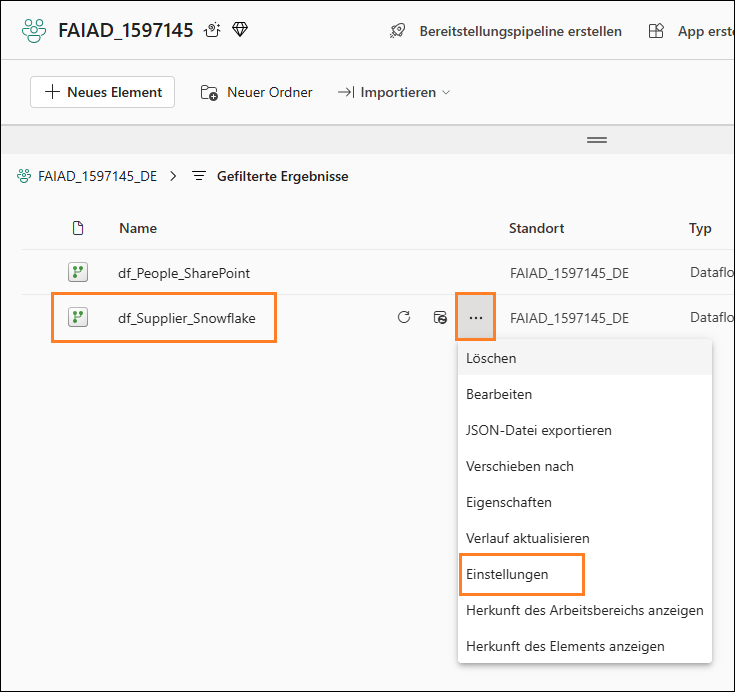 FAIAD_1597145
Bereitstellungspipeline erstellen
App erste
Neues Element
Neuer Ordner
Importieren
FAIAD_1597145_DE
Gefilterte Ergebnisse
Name
Standort
Typ
df_People_SharePoint
FAIAD_1597145_DE
Dataflo
df_Supplier_Snowflake
...
FAIAD_1597145_DE
Dataflo
Löschen
Bearbeiten
JSON-Datei exportieren
Verschieben nach
Eigenschaften
Verlauf aktualisieren
Einstellungen
Herkunft des Arbeitsbereichs anzeigen
Herkunft des Elements anzeigen